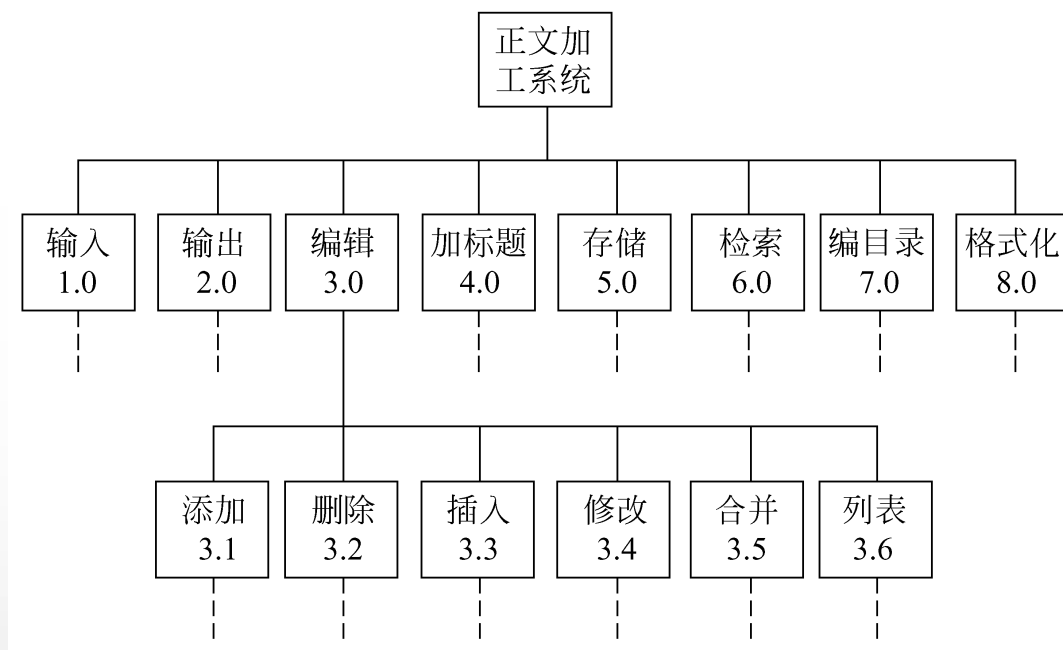 正文加
工系统
输入
1.0
输出
2.0
编辑
3.0
加标题
4.0
存储
5.0
检索
6.0
编目录
7.0
格式化
8.0
添加
3.1
删除
3.2
插入
3.3
修改
3.4
合并
3.5
列表
3.6